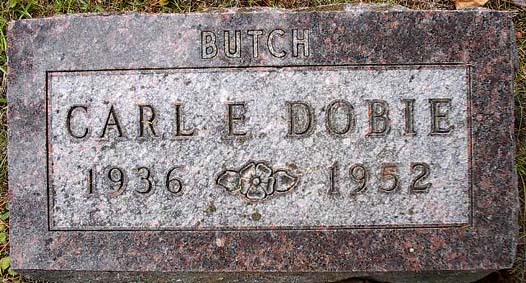 BUTCH
CARL E. DOBIE
1936 1952